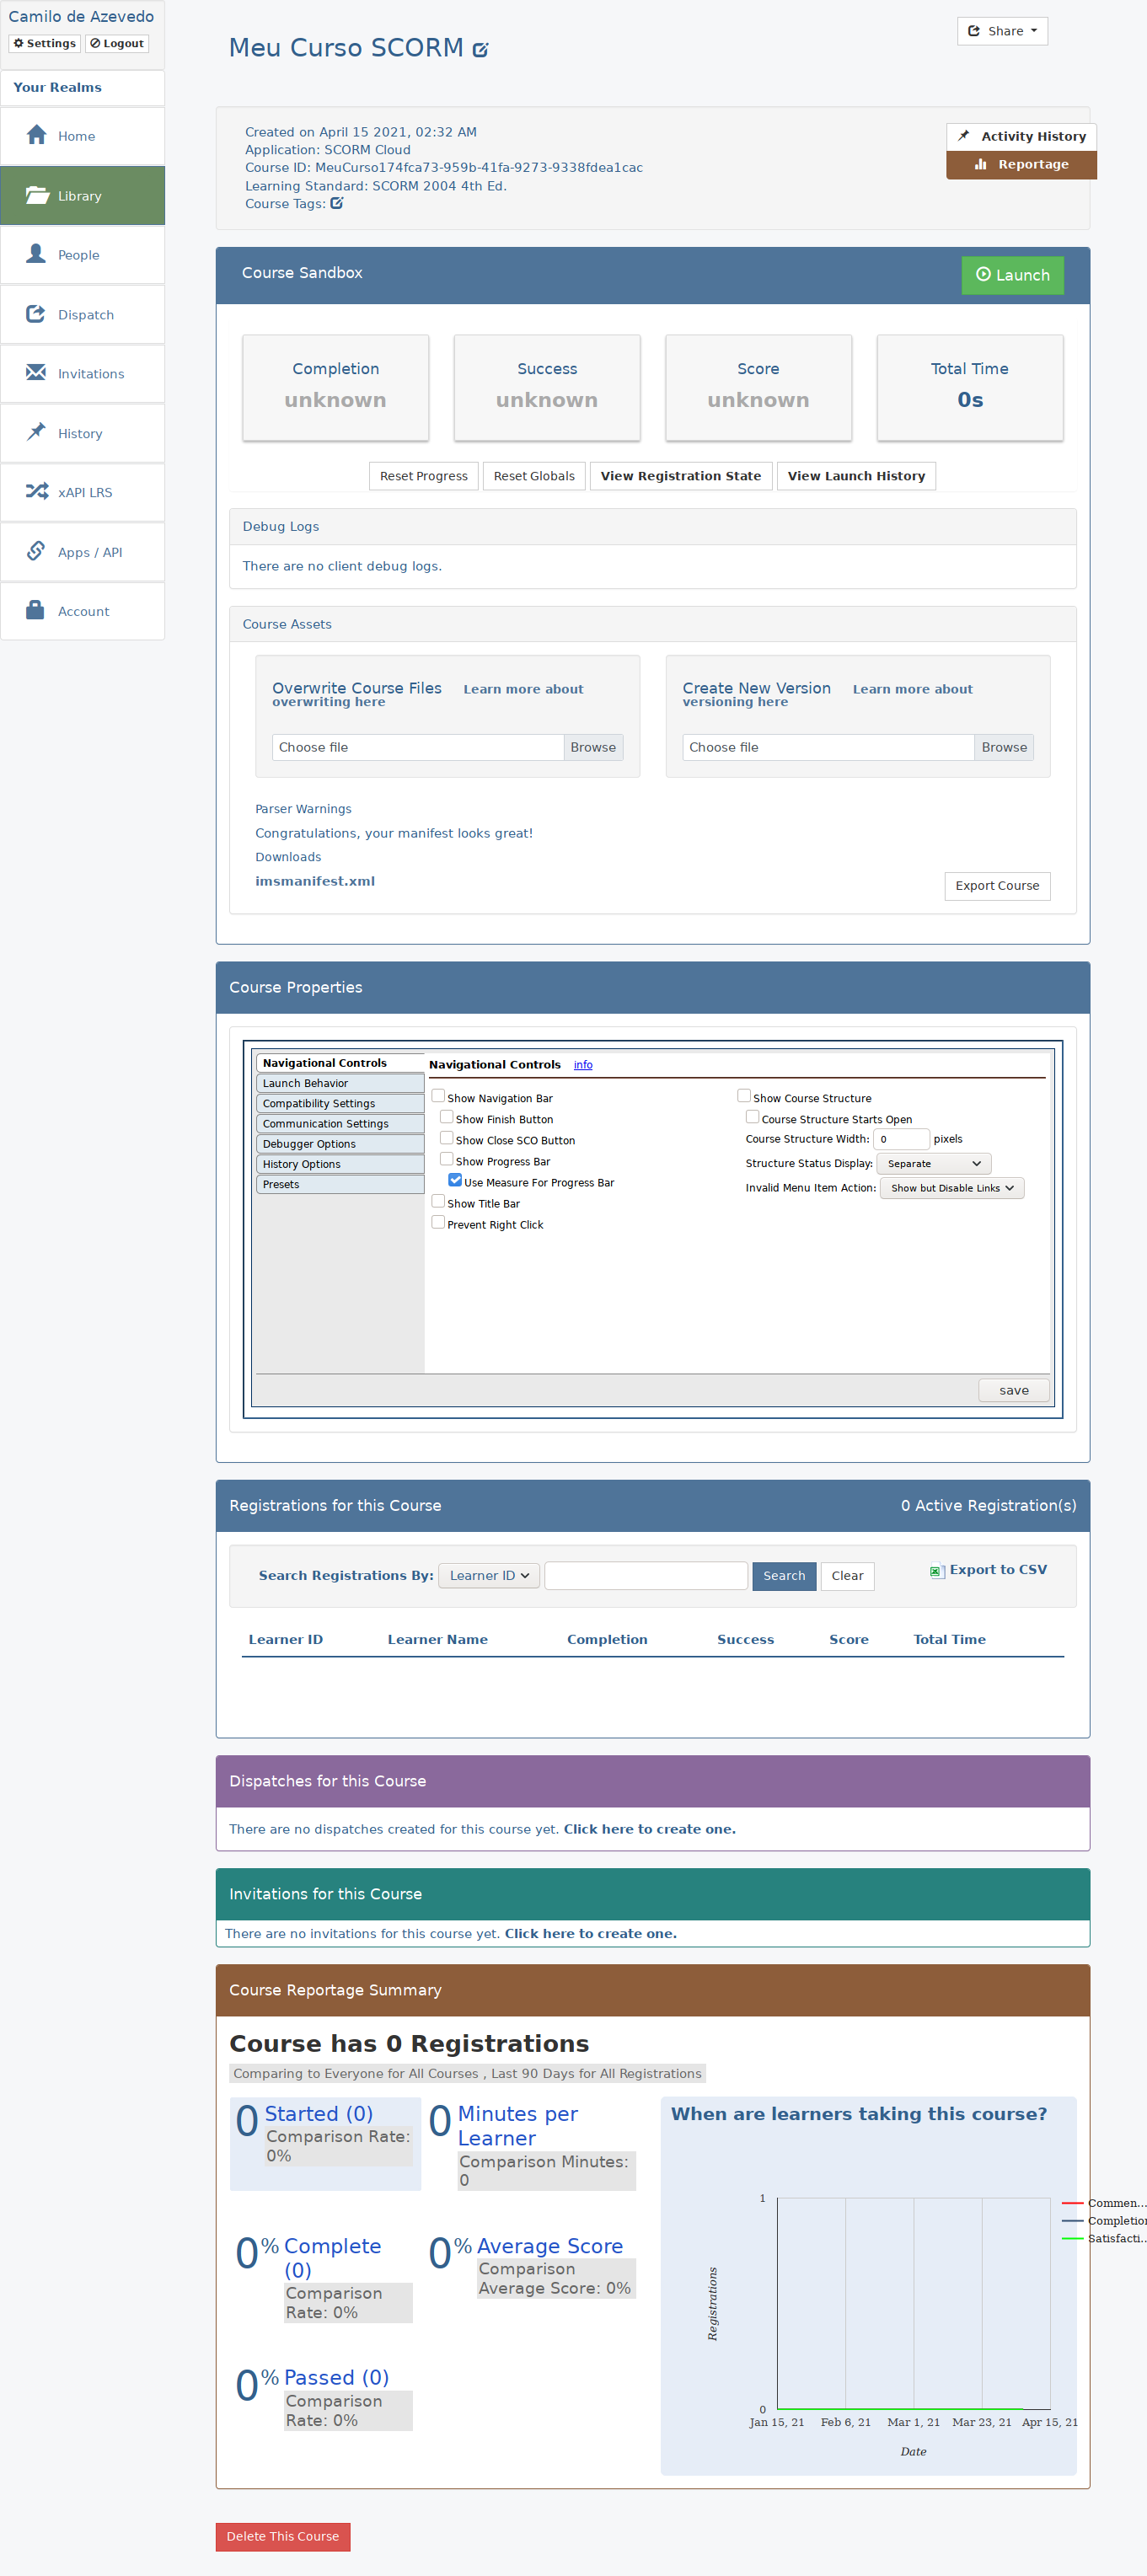 Camilo de Azevedo
Settings
Logout
Your Realms
Home
Library
People
Dispatch
Invitations
History
xAPI LRS
Apps / API
Account
Meu Curso SCORM
Share
Created on April 15 2021, 02:32 AM
Application: SCORM Cloud
Course ID: MeuCurso174fca73-959b-41fa-9273-9338fdea1cac
Learning Standard: SCORM 2004 4th Ed.
Course Tags:
Activity History
Reportage
Course Sandbox
Launch
Completion
unknown
Success
unknown
Score
unknown
Total Time
0s
Reset Progress
Reset Globals
View Registration State
View Launch History
Debug Logs
There are no client debug logs.
Course Assets
Overwrite Course Files Learn more about
overwriting here
Choose file
Browse
Create New Version Learn more about
versioning here
Choose file
Browse
Parser Warnings
Congratulations, your manifest looks great!
Downloads
imsmanifest.xml
Export Course
Course Properties
Navigational Controls
Launch Behavior
Compatibility Settings
Communication Settings
Debugger Options
History Options
Presets
Navigational Controls info
Show Navigation Bar
Show Finish Button
Show Close SCO Button
Show Progress Bar
Use Measure For Progress Bar
Show Title Bar
Prevent Right Click
Show Course Structure
Course Structure Starts Open
Course Structure Width: 0 pixels
Structure Status Display: Separate
Invalid Menu Item Action: Show but Disable Links
save
Registrations for this Course
0 Active Registration(s)
Search Registrations By: Learner ID
Search
Clear
Export to CSV
Learner ID Learner Name Completion Success Score Total Time
Dispatches for this Course
There are no dispatches created for this course yet. Click here to create one.
Invitations for this Course
There are no invitations for this course yet. Click here to create one.
Course Reportage Summary
Course has 0 Registrations
Comparing to Everyone for All Courses , Last 90 Days for All Registrations
0 Started (0)
Comparison Rate:
0%
0 Minutes per
Learner
Comparison Minutes:
0
0% Complete
(0)
Comparison
Rate: 0%
0% Average Score
Comparison
Average Score: 0%
0% Passed (0)
Comparison
Rate: 0%
When are learners taking this course?
1
0
Registrations
Jan 15, 21 Feb 6, 21 Mar 1, 21 Mar 23, 21 Apr 15, 21
Date
Commen...
Completion
Satisfacti...
Delete This Course